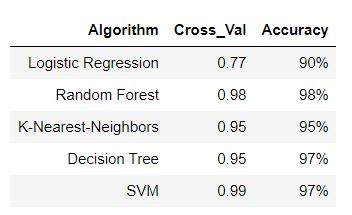 Algorithm Cross_Val Accuracy
Logistic Regression 0.77 90%
Random Forest 0.98 98%
K-Nearest-Neighbors 0.95 95%
Decision Tree 0.95 97%
SVM 0.99 97%